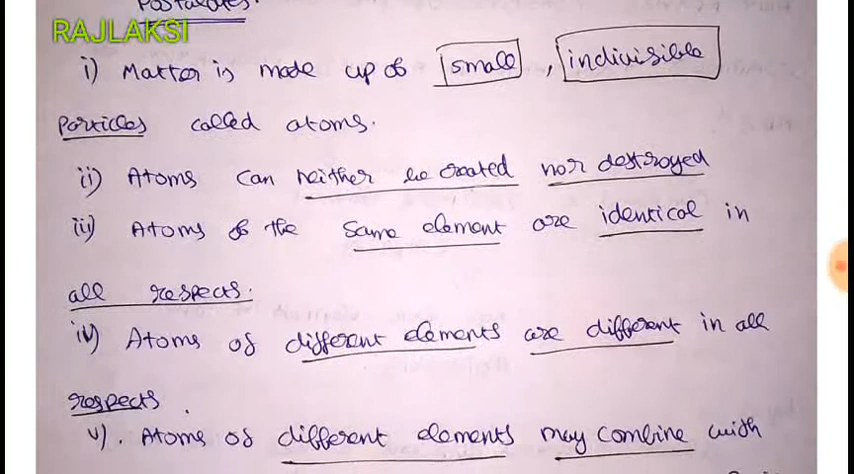 Postulates:
RAJLAKSI
i) Matter is made up of small, indivisible
particles called atoms.
ii) Atoms can neither be created nor destroyed
iii) Atoms of the same element are identical in
all respects.
iv) Atoms of different elements are different in all
respects.
v). Atoms of different elements may combine with